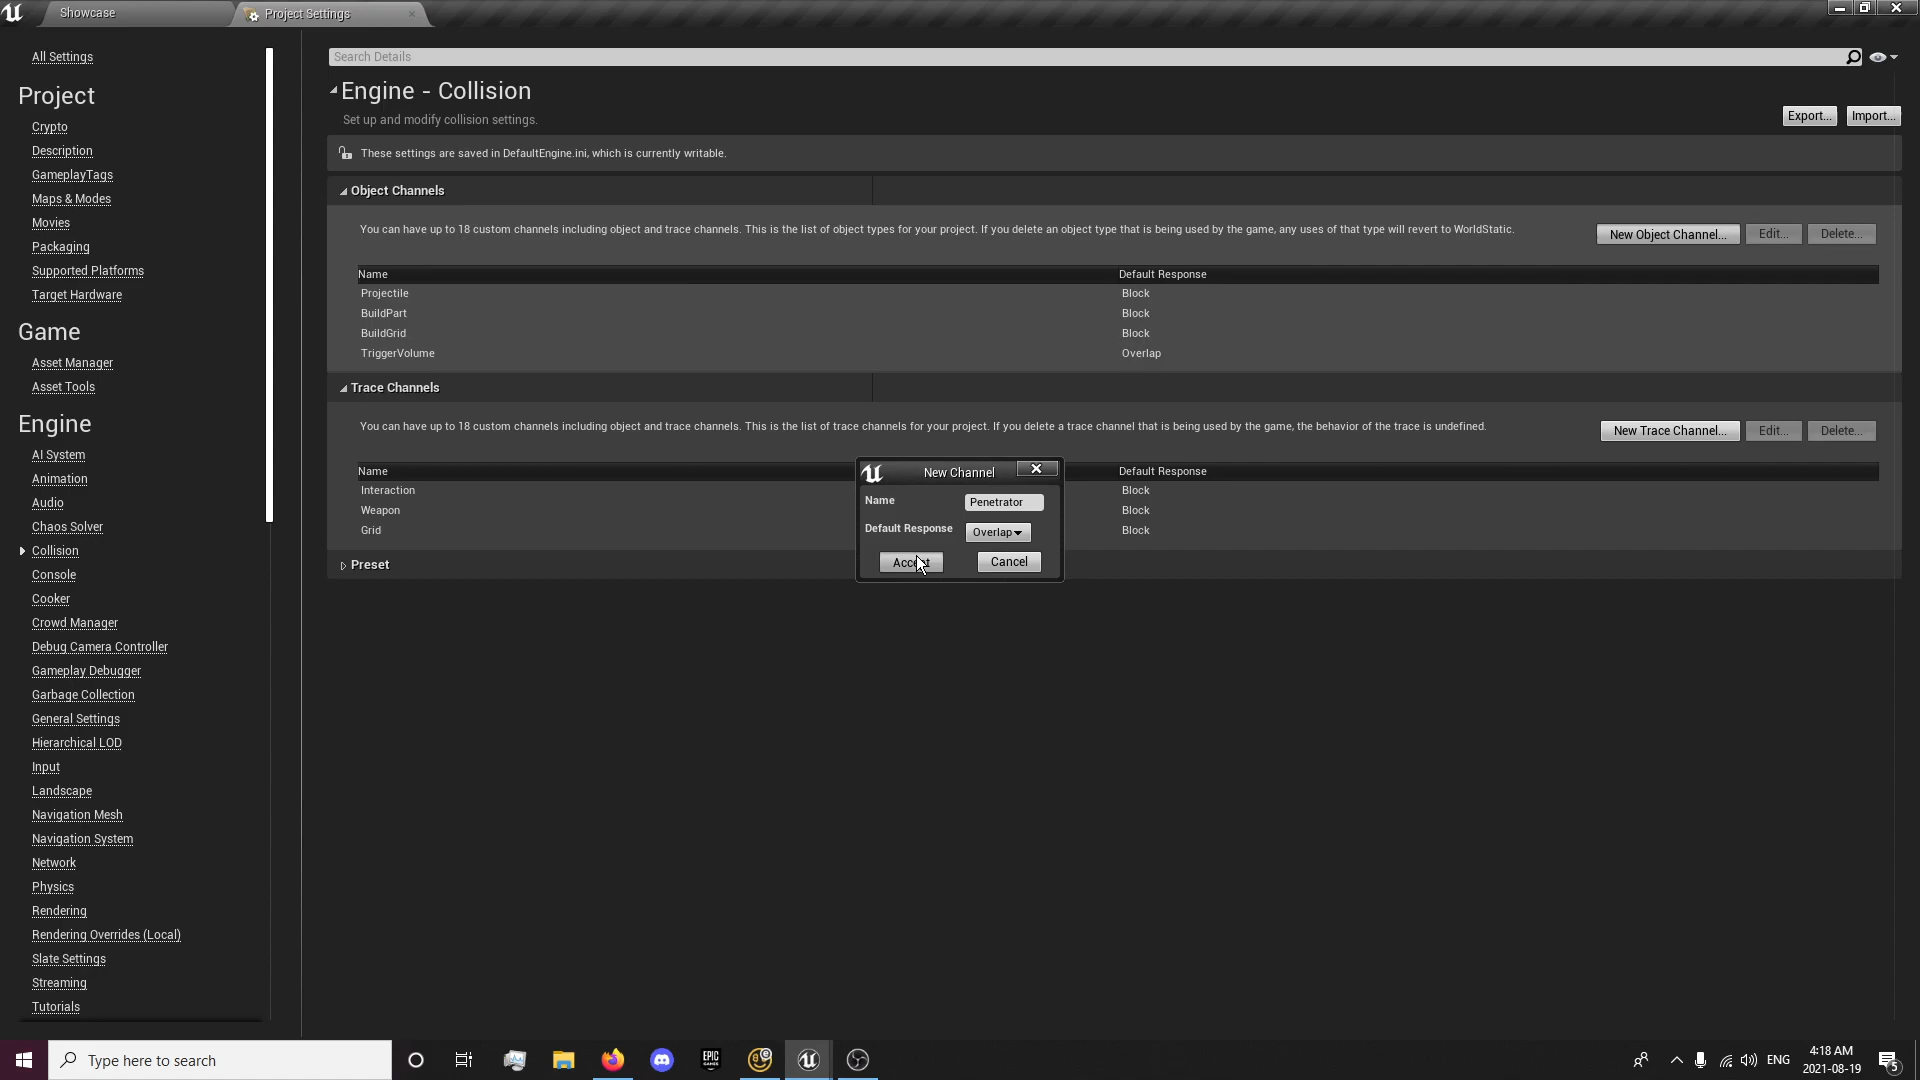 Showcase
Project Settings
All Settings
Project
Crypto
Description
GameplayTags
Maps & Modes
Movies
Packaging
Supported Platforms
Target Hardware
Game
Asset Manager
Asset Tools
Engine
AI System
Animation
Audio
Chaos Solver
Collision
Console
Cooker
Crowd Manager
Debug Camera Controller
Gameplay Debugger
Garbage Collection
General Settings
Hierarchical LOD
Input
Landscape
Navigation Mesh
Navigation System
Network
Physics
Rendering
Rendering Overrides (Local)
Slate Settings
Streaming
Tutorials
Search Details
Engine - Collision
Set up and modify collision settings.
Export... Import...
These settings are saved in DefaultEngine.ini, which is currently writable.
Object Channels
You can have up to 18 custom channels including object and trace channels. This is the list of object types for your project. If you delete an object type that is being used by the game, any uses of that type will revert to WorldStatic.
New Object Channel... Edit... Delete...
Name Default Response
Projectile Block
BuildPart Block
BuildGrid Block
TriggerVolume Overlap
Trace Channels
You can have up to 18 custom channels including object and trace channels. This is the list of trace channels for your project. If you delete a trace channel that is being used by the game, the behavior of the trace is undefined.
New Trace Channel... Edit... Delete...
Name Default Response
Interaction Block
Weapon Block
Grid Block
Preset
New Channel
Name Penetrator
Default Response Overlap
Accept Cancel
Type here to search
EPIC GAMES
ENG
4:18 AM
2021-08-19
5